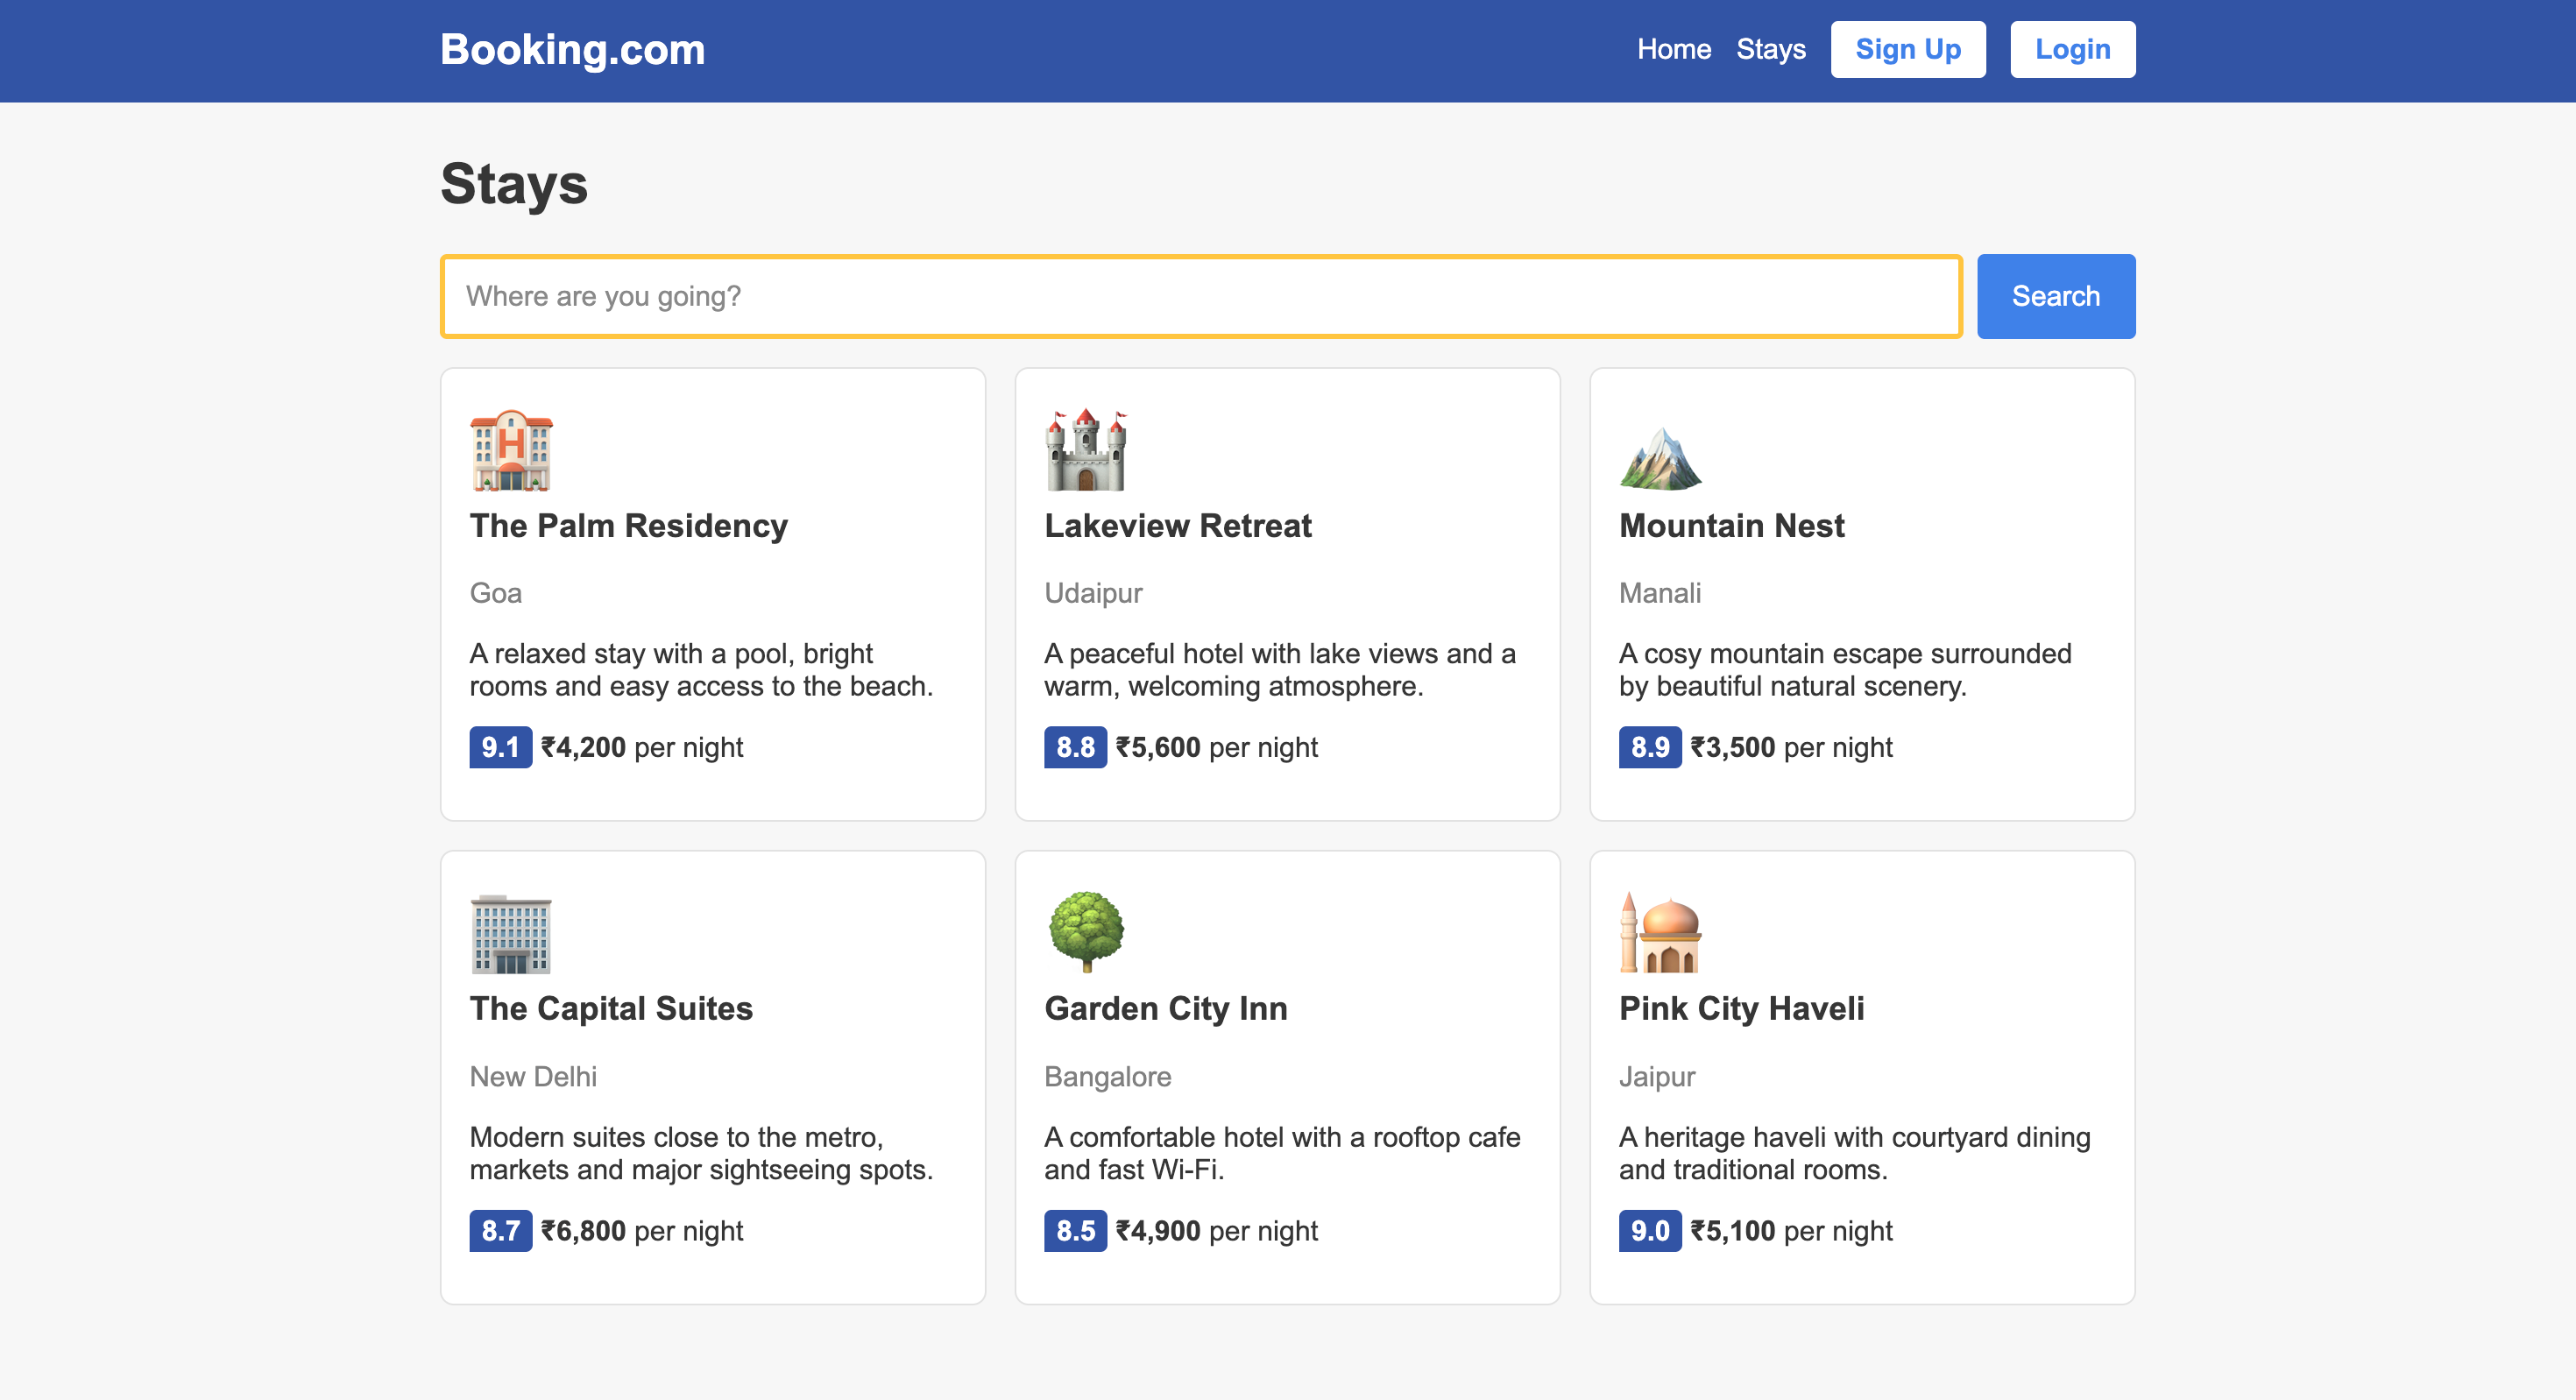 Booking.com
Home Stays Sign Up Login
Stays
Where are you going?
Search
H
The Palm Residency
Goa
A relaxed stay with a pool, bright
rooms and easy access to the beach.
9.1 ₹4,200 per night
Lakeview Retreat
Udaipur
A peaceful hotel with lake views and a
warm, welcoming atmosphere.
8.8 ₹5,600 per night
Mountain Nest
Manali
A cosy mountain escape surrounded
by beautiful natural scenery.
8.9 ₹3,500 per night
The Capital Suites
New Delhi
Modern suites close to the metro,
markets and major sightseeing spots.
8.7 ₹6,800 per night
Garden City Inn
Bangalore
A comfortable hotel with a rooftop cafe
and fast Wi-Fi.
8.5 ₹4,900 per night
Pink City Haveli
Jaipur
A heritage haveli with courtyard dining
and traditional rooms.
9.0 ₹5,100 per night